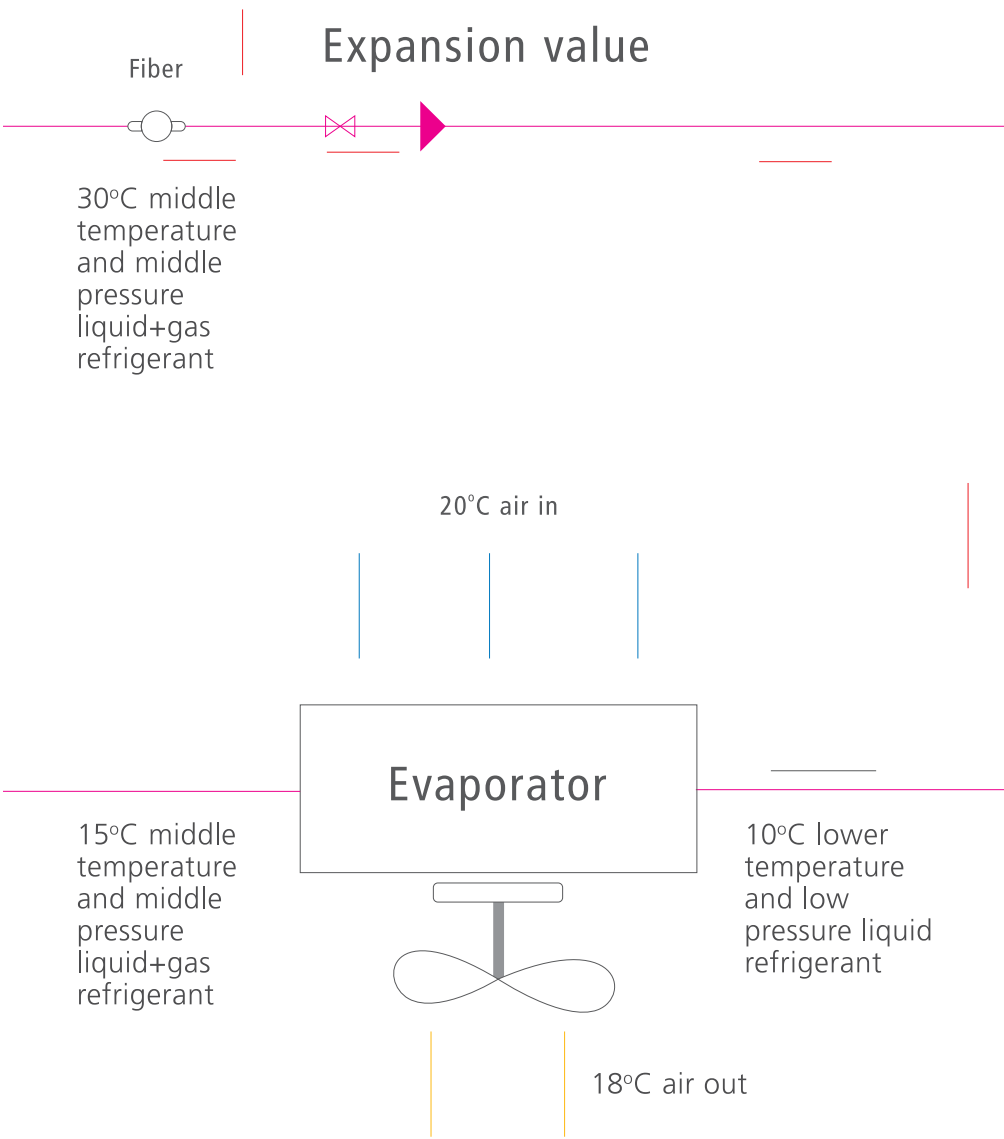 Expansion value
Fiber
30°C middle
temperature
and middle
pressure
liquid+gas
refrigerant
20°C air in
Evaporator
15°C middle
temperature
and middle
pressure
liquid+gas
refrigerant
10°C lower
temperature
and low
pressure liquid
refrigerant
18°C air out